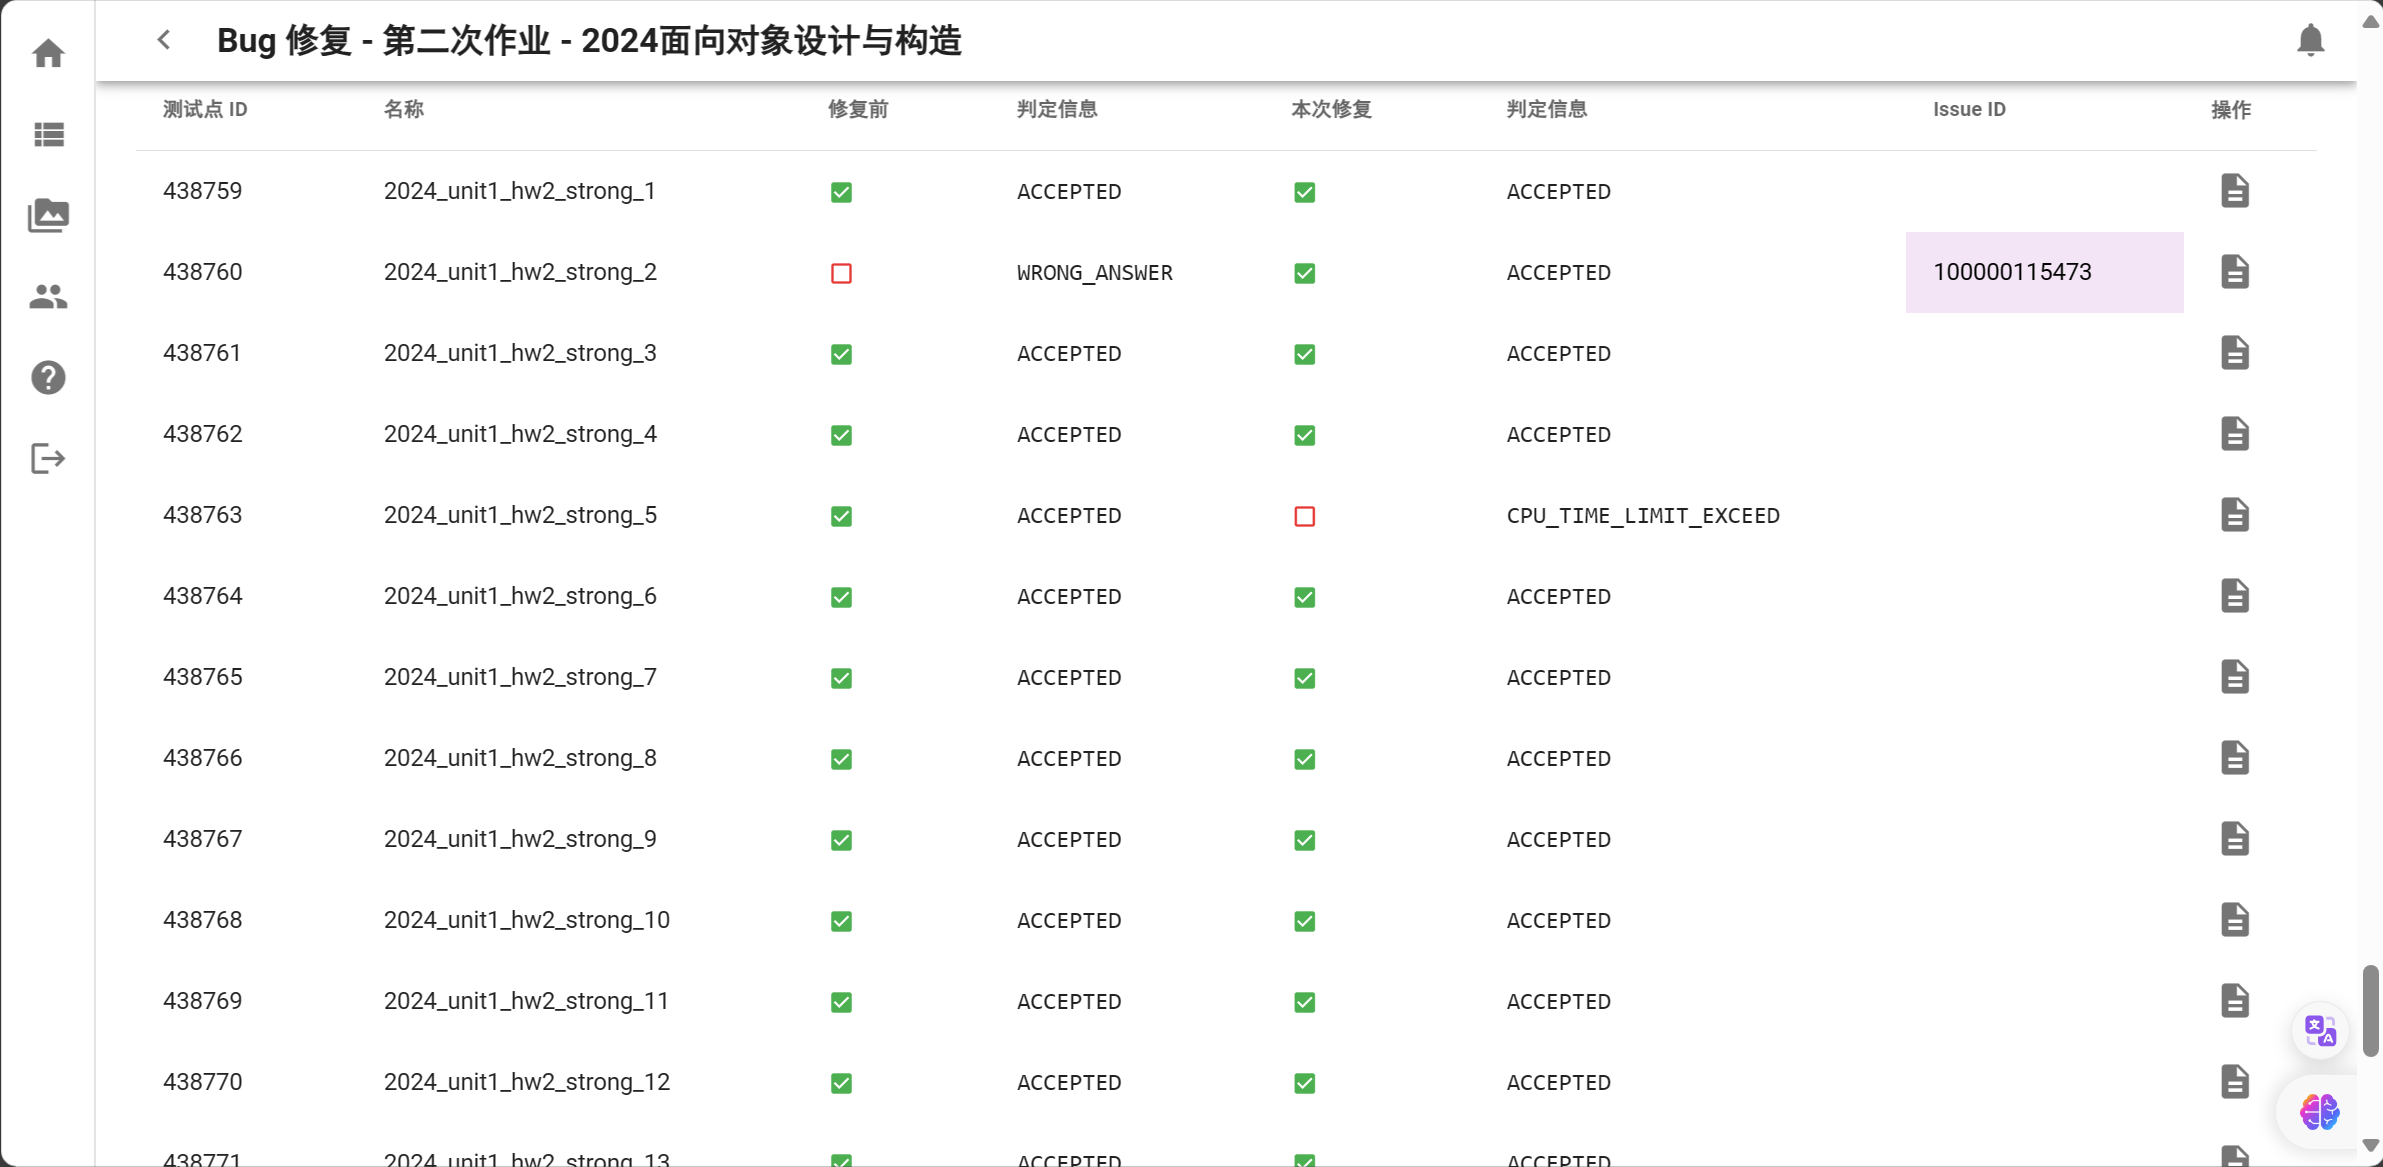 Bug 修复 - 第二次作业 - 2024面向对象设计与构造
测试点 ID 名称 修复前 判定信息 本次修复 判定信息 Issue ID 操作
438759 2024_unit1_hw2_strong_1 ACCEPTED ACCEPTED
438760 2024_unit1_hw2_strong_2 WRONG_ANSWER ACCEPTED 100000115473
438761 2024_unit1_hw2_strong_3 ACCEPTED ACCEPTED
438762 2024_unit1_hw2_strong_4 ACCEPTED ACCEPTED
438763 2024_unit1_hw2_strong_5 ACCEPTED CPU_TIME_LIMIT_EXCEED
438764 2024_unit1_hw2_strong_6 ACCEPTED ACCEPTED
438765 2024_unit1_hw2_strong_7 ACCEPTED ACCEPTED
438766 2024_unit1_hw2_strong_8 ACCEPTED ACCEPTED
438767 2024_unit1_hw2_strong_9 ACCEPTED ACCEPTED
438768 2024_unit1_hw2_strong_10 ACCEPTED ACCEPTED
438769 2024_unit1_hw2_strong_11 ACCEPTED ACCEPTED
438770 2024_unit1_hw2_strong_12 ACCEPTED ACCEPTED
438771 2024_unit1_hw2_strong_13 ACCEPTED ACCEPTED